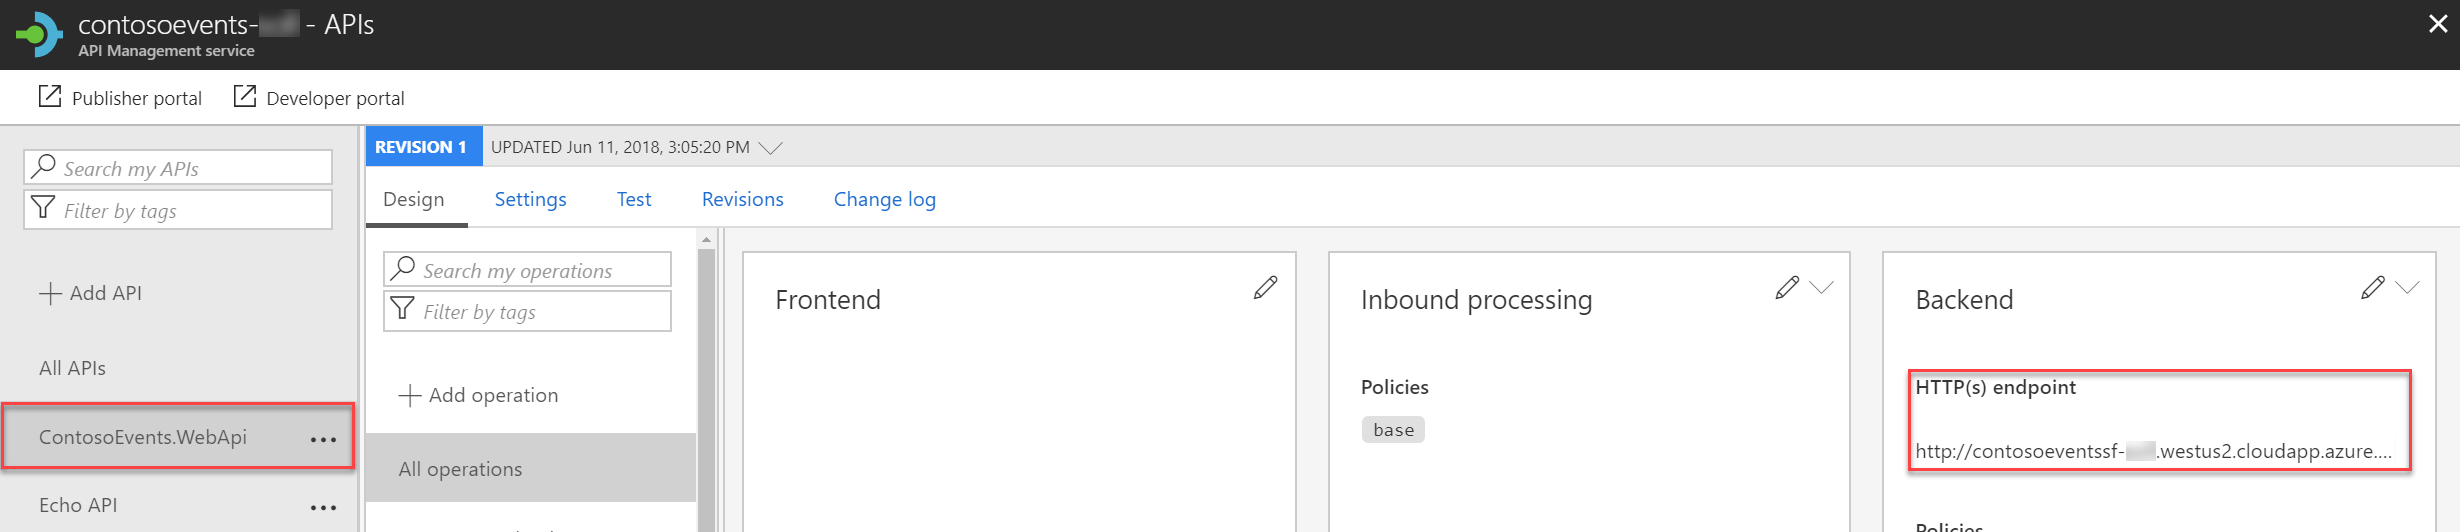 contosoevents- - APIs
API Management service
Publisher portal
Developer portal
Search my APIs
Filter by tags
Add API
All APIs
ContosoEvents.WebApi
Echo API
REVISION 1 UPDATED Jun 11, 2018, 3:05:20 PM
Design Settings Test Revisions Change log
Search my operations
Filter by tags
Add operation
All operations
Frontend
Inbound processing
Policies
base
Backend
HTTP(s) endpoint
http://contosoeventssf- .westus2.cloudapp.azure....
Policies